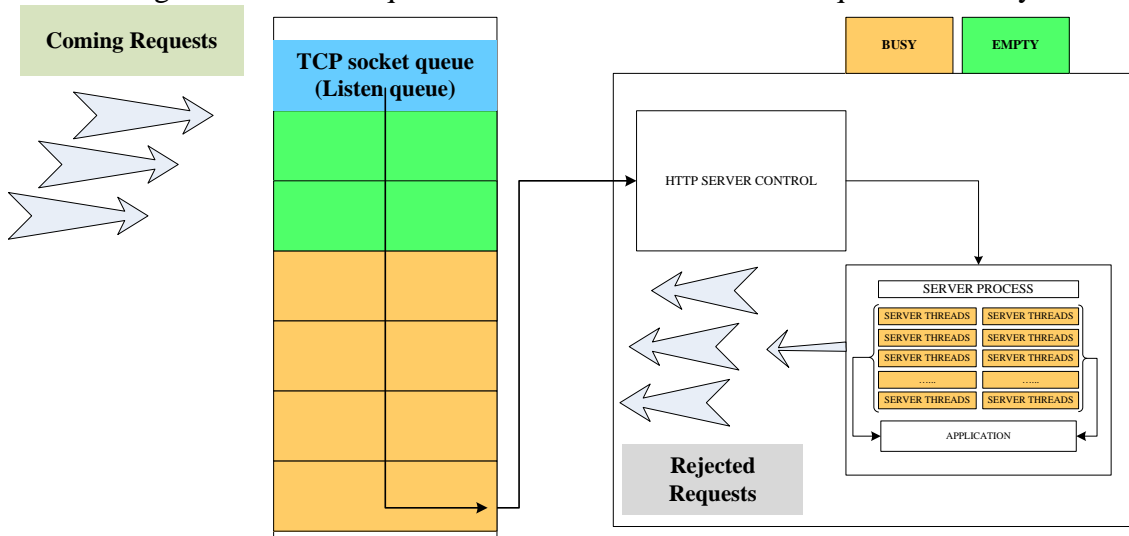 Coming Requests
TCP socket queue
(Listen queue)
BUSY
EMPTY
HTTP SERVER CONTROL
SERVER PROCESS
SERVER THREADS
SERVER THREADS
SERVER THREADS
SERVER THREADS
SERVER THREADS
SERVER THREADS
…...
…...
SERVER THREADS
SERVER THREADS
APPLICATION
Rejected
Requests